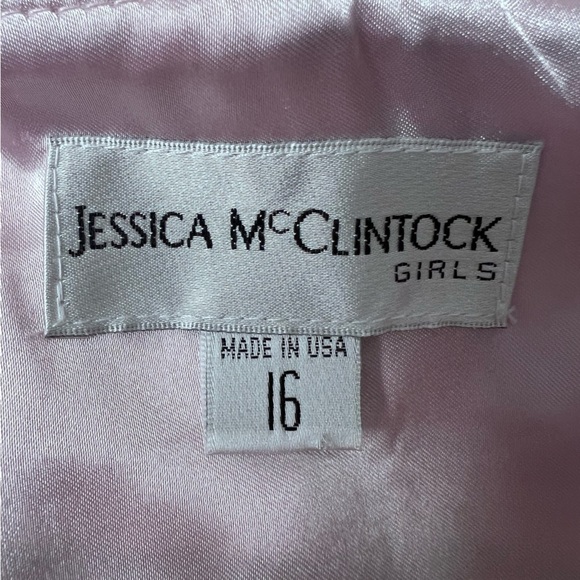 JESSICA McCLINTOCK
GIRLS
MADE IN USA
16